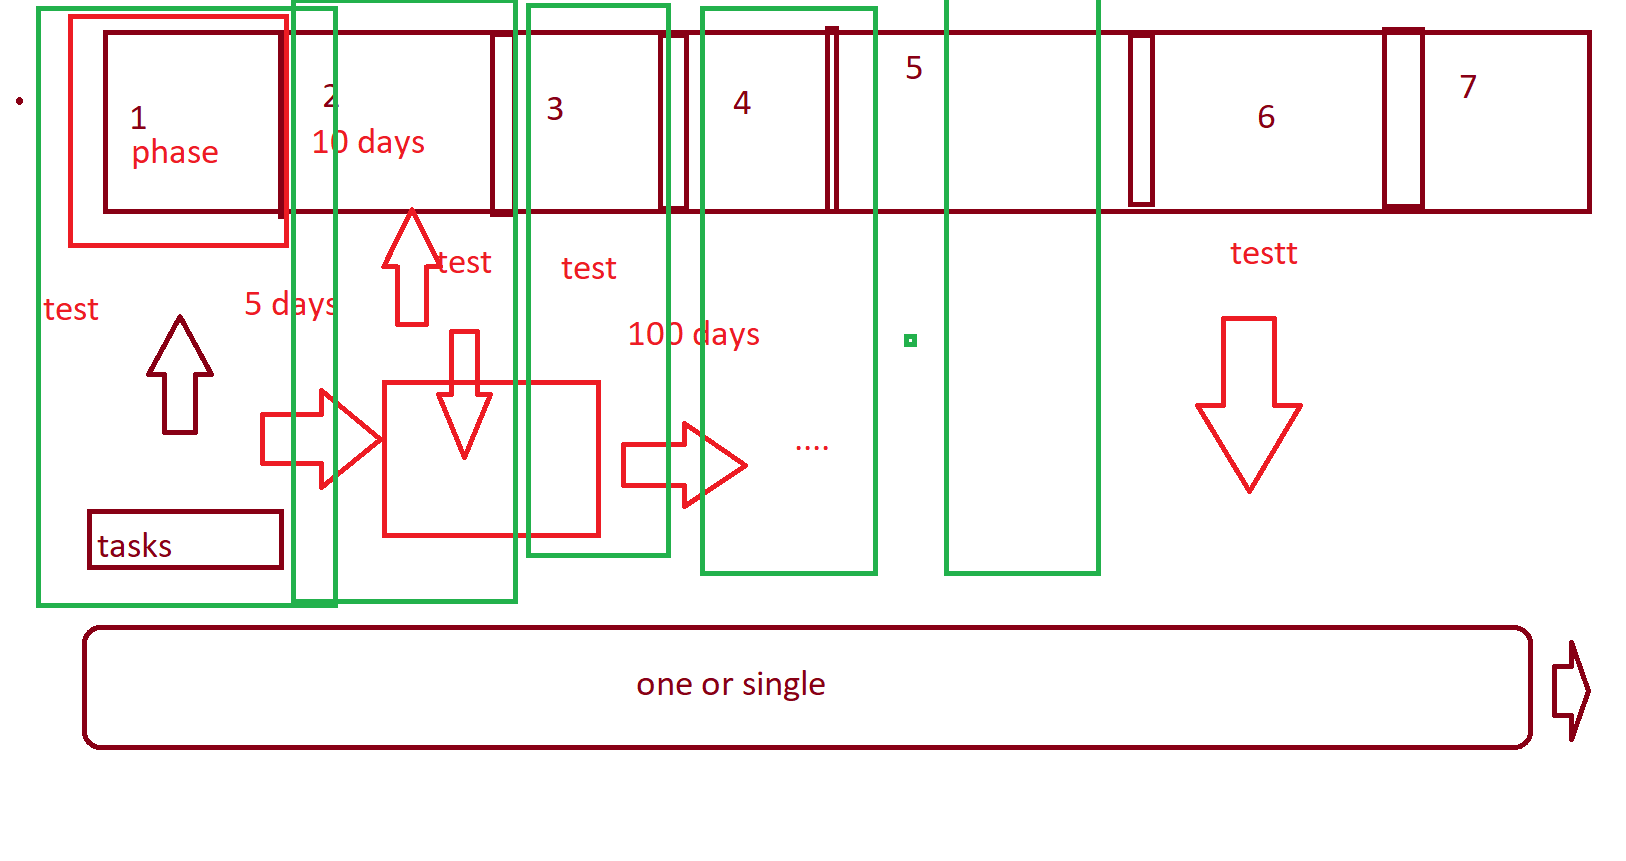 1
phase
2
10 days
3
4
5
6
7
test
5 days
test
test
100 days
testt
....
tasks
one or single